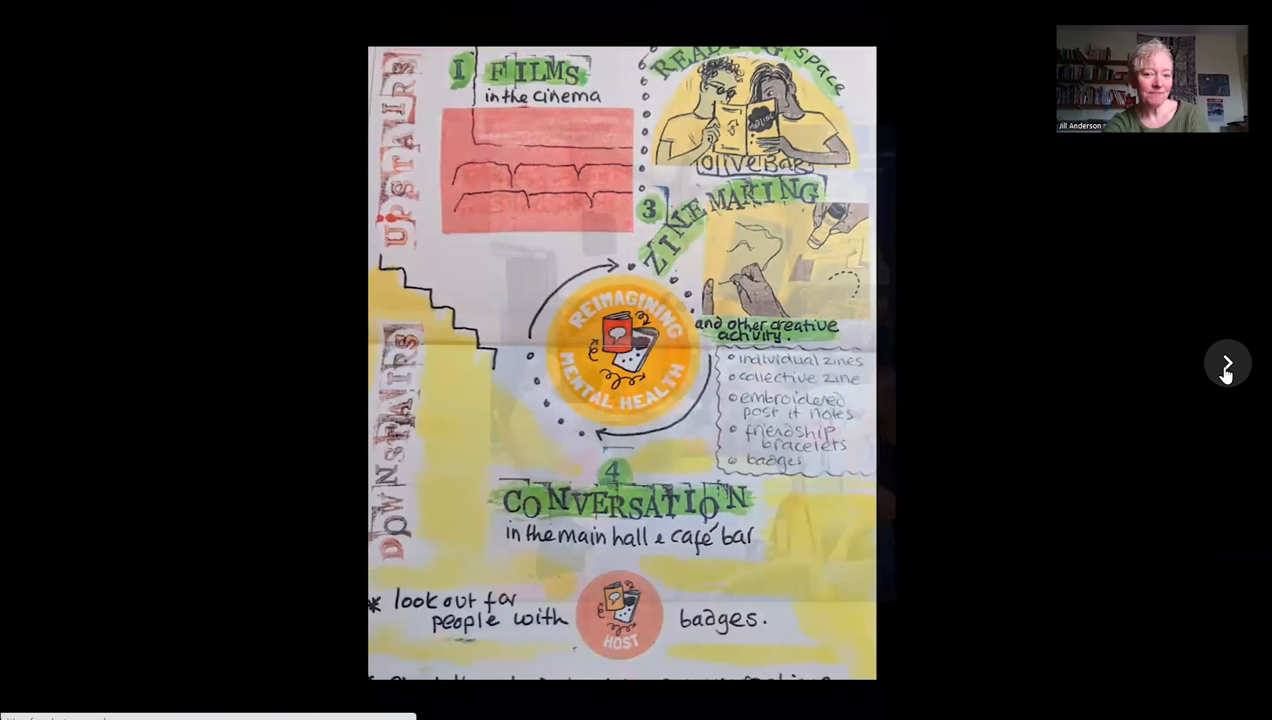 UPSTAIRS
1 FILMS
in the cinema
READING space
OLIVE BAR
3 ZINE MAKING
and other creative
activity.
• individual zines
• collective zine
• embroidered
post it notes
• friendship
bracelets
• badges
REIMAGINING
MENTAL HEALTH
DOWNSTAIRS
4
CONVERSATION
in the main hall & café bar
* look out for
people with
HOST
badges.
Jill Anderson